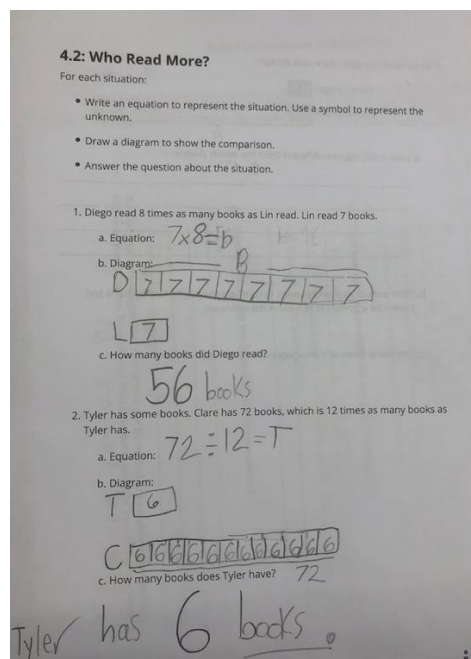 4.2: Who Read More?
For each situation:
• Write an equation to represent the situation. Use a symbol to represent the
unknown.
• Draw a diagram to show the comparison.
• Answer the question about the situation.
1. Diego read 8 times as many books as Lin read. Lin read 7 books.
a. Equation: 7x8=b
b. Diagram: B
D 7 7 7 7 7 7 7 7
L 7
c. How many books did Diego read?
56 books
2. Tyler has some books. Clare has 72 books, which is 12 times as many books as
Tyler has.
a. Equation: 72÷12=T
b. Diagram:
T 6
C 6 6 6 6 6 6 6 6 6 6 6 6
c. How many books does Tyler have? 72
Tyler has 6 books.